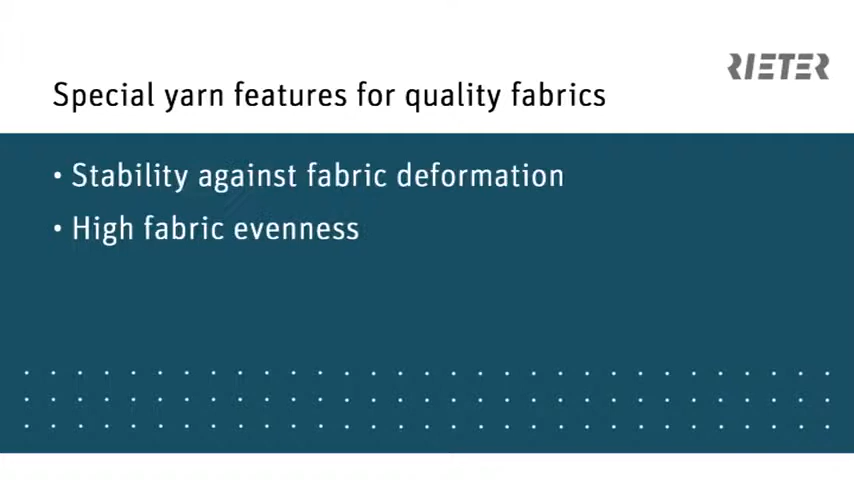 RIETER
Special yarn features for quality fabrics
• Stability against fabric deformation
• High fabric evenness